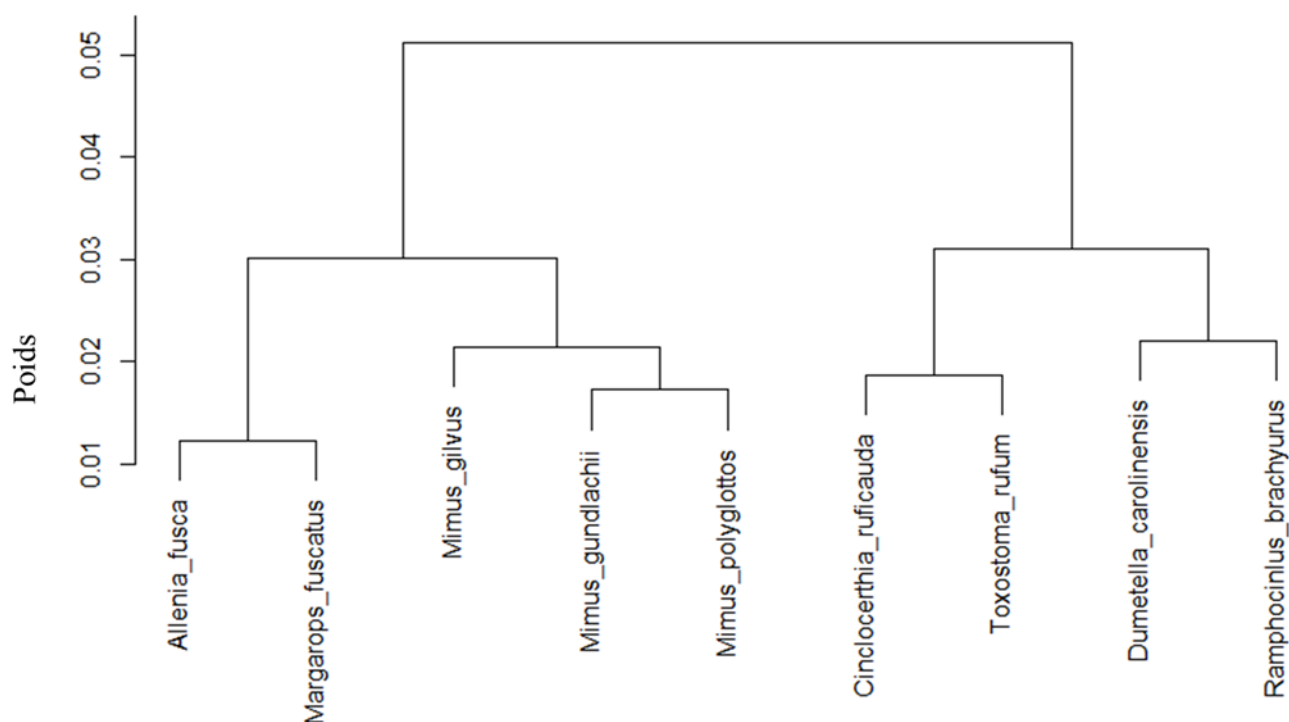 0.05
0.04
0.03
0.02
0.01
Poids
Allenia_fusca
Margarops_fuscatus
Mimus_gilvus
Mimus_gundlachii
Mimus_polyglottos
Cinclocerthia_ruficauda
Toxostoma_rufum
Dumetella_carolinensis
Ramphocinlus_brachyurus